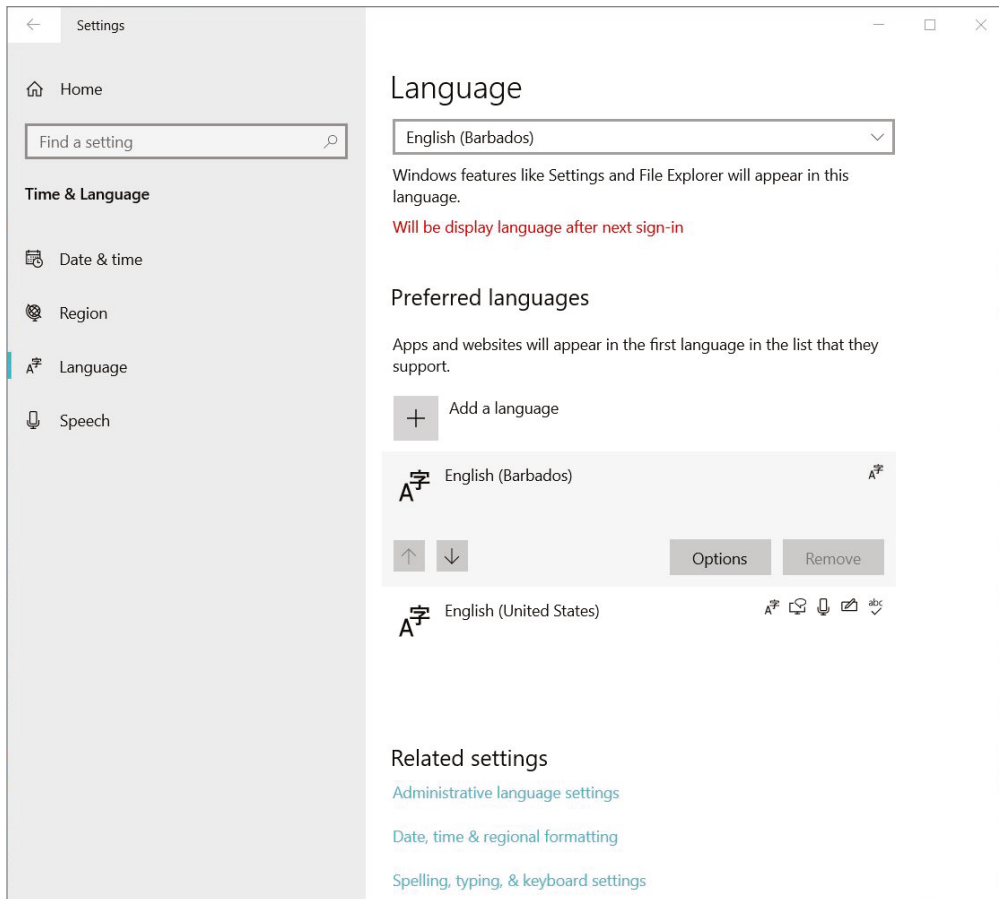 Settings
Home
Find a setting
Time & Language
Date & time
Region
Language
Speech
Language
English (Barbados)
Windows features like Settings and File Explorer will appear in this
language.
Will be display language after next sign-in
Preferred languages
Apps and websites will appear in the first language in the list that they
support.
Add a language
English (Barbados)
Options
Remove
English (United States)
abc
Related settings
Administrative language settings
Date, time & regional formatting
Spelling, typing, & keyboard settings